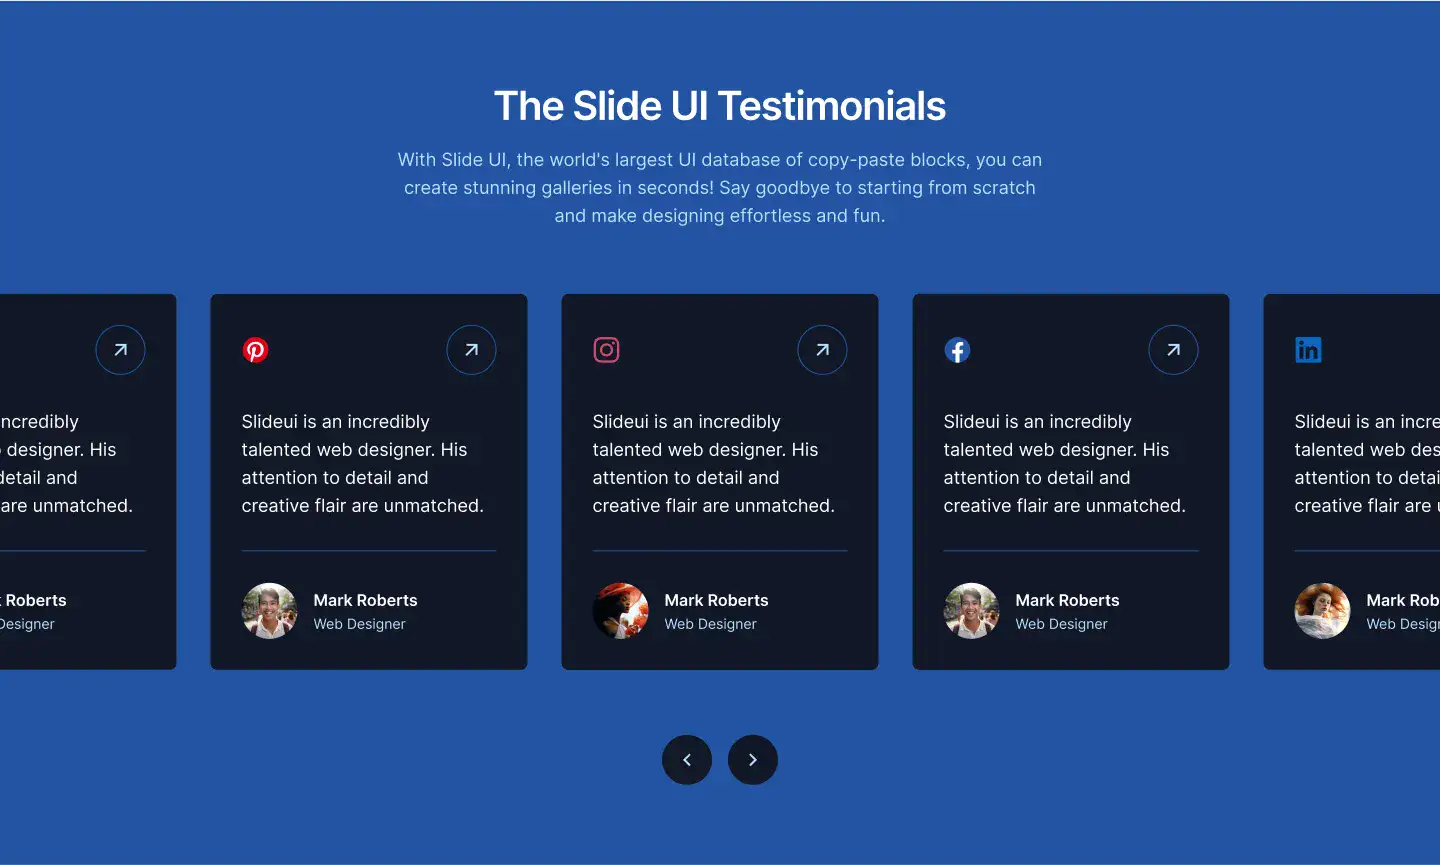 The Slide UI Testimonials
With Slide UI, the world's largest UI database of copy-paste blocks, you can
create stunning galleries in seconds! Say goodbye to starting from scratch
and make designing effortless and fun.
ncredibly
designer. His
detail and
are unmatched.
Roberts
Designer
Slideui is an incredibly
talented web designer. His
attention to detail and
creative flair are unmatched.
Mark Roberts
Web Designer
Slideui is an incredibly
talented web designer. His
attention to detail and
creative flair are unmatched.
Mark Roberts
Web Designer
Slideui is an incredibly
talented web designer. His
attention to detail and
creative flair are unmatched.
Mark Roberts
Web Designer
in
Slideui is an incre
talented web des
attention to detai
creative flair are
Mark Rob
Web Desig